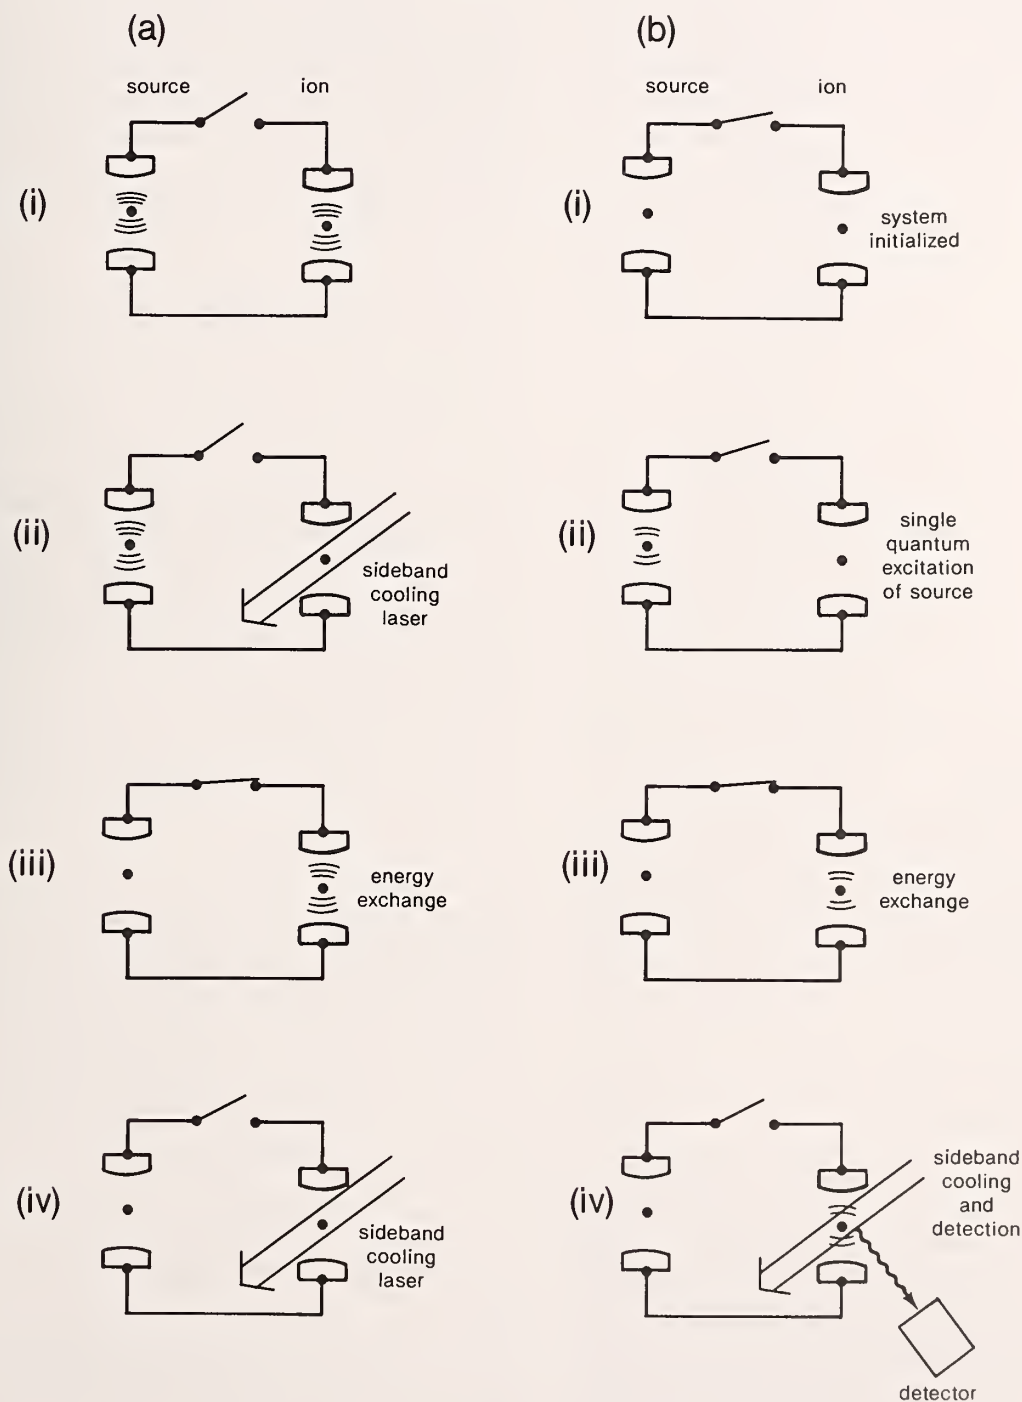 (a)
(b)
source
ion
source
ion
(i)
(i)
system
initialized
(ii)
sideband
cooling
laser
(ii)
single
quantum
excitation
of source
(iii)
energy
exchange
(iii)
energy
exchange
(iv)
sideband
cooling
laser
(iv)
sideband
cooling
and
detection
detector